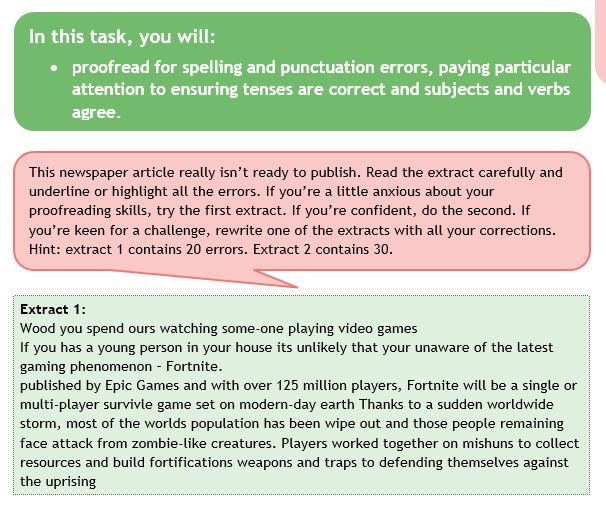 In this task, you will:
• proofread for spelling and punctuation errors, paying particular
attention to ensuring tenses are correct and subjects and verbs
agree.
This newspaper article really isn’t ready to publish. Read the extract carefully and
underline or highlight all the errors. If you’re a little anxious about your
proofreading skills, try the first extract. If you’re confident, do the second. If
you’re keen for a challenge, rewrite one of the extracts with all your corrections.
Hint: extract 1 contains 20 errors. Extract 2 contains 30.
Extract 1:
Wood you spend ours watching some-one playing video games
If you has a young person in your house its unlikely that your unaware of the latest
gaming phenomenon – Fortnite.
published by Epic Games and with over 125 million players, Fortnite will be a single or
multi-player survivle game set on modern-day earth Thanks to a sudden worldwide
storm, most of the worlds population has been wipe out and those people remaining
face attack from zombie-like creatures. Players worked together on mishuns to collect
resources and build fortifications weapons and traps to defending themselves against
the uprising